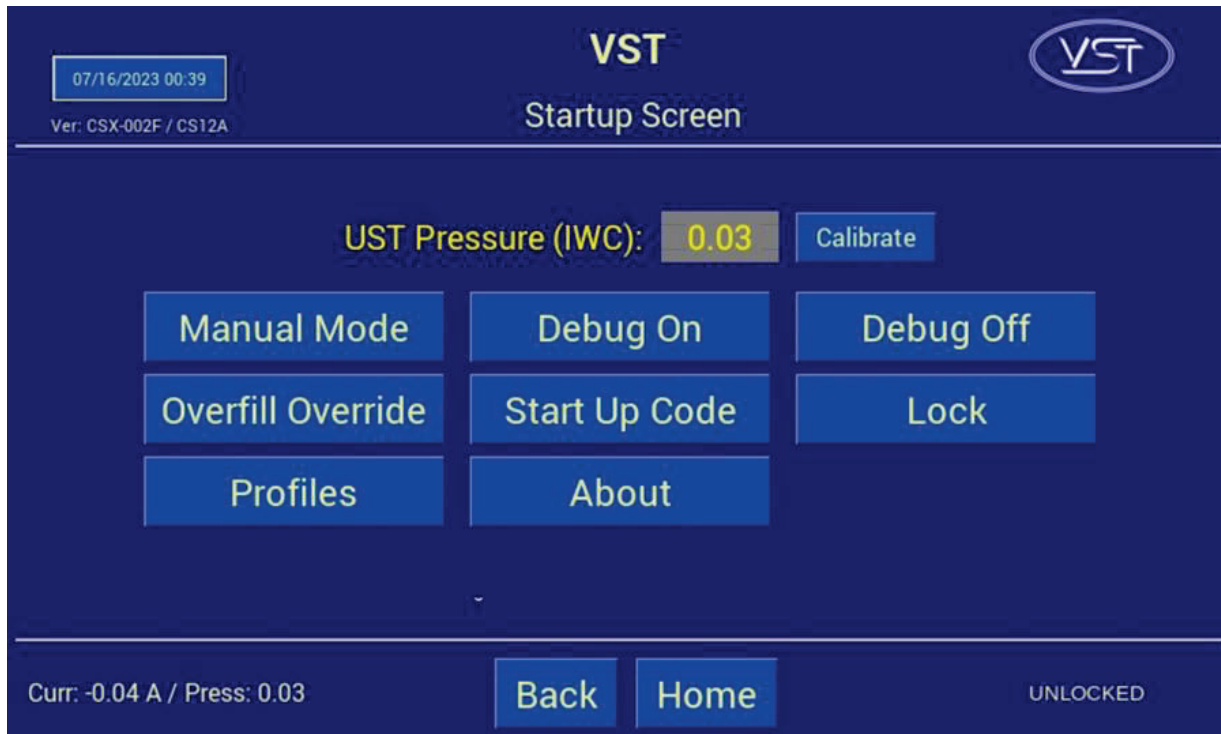 VST
VST
07/16/2023 00:39
Ver: CSX-002F / CS12A
Startup Screen
UST Pressure (IWC): 0.03 Calibrate
Manual Mode Debug On Debug Off
Overfill Override Start Up Code Lock
Profiles About
Curr: -0.04 A / Press: 0.03 Back Home UNLOCKED